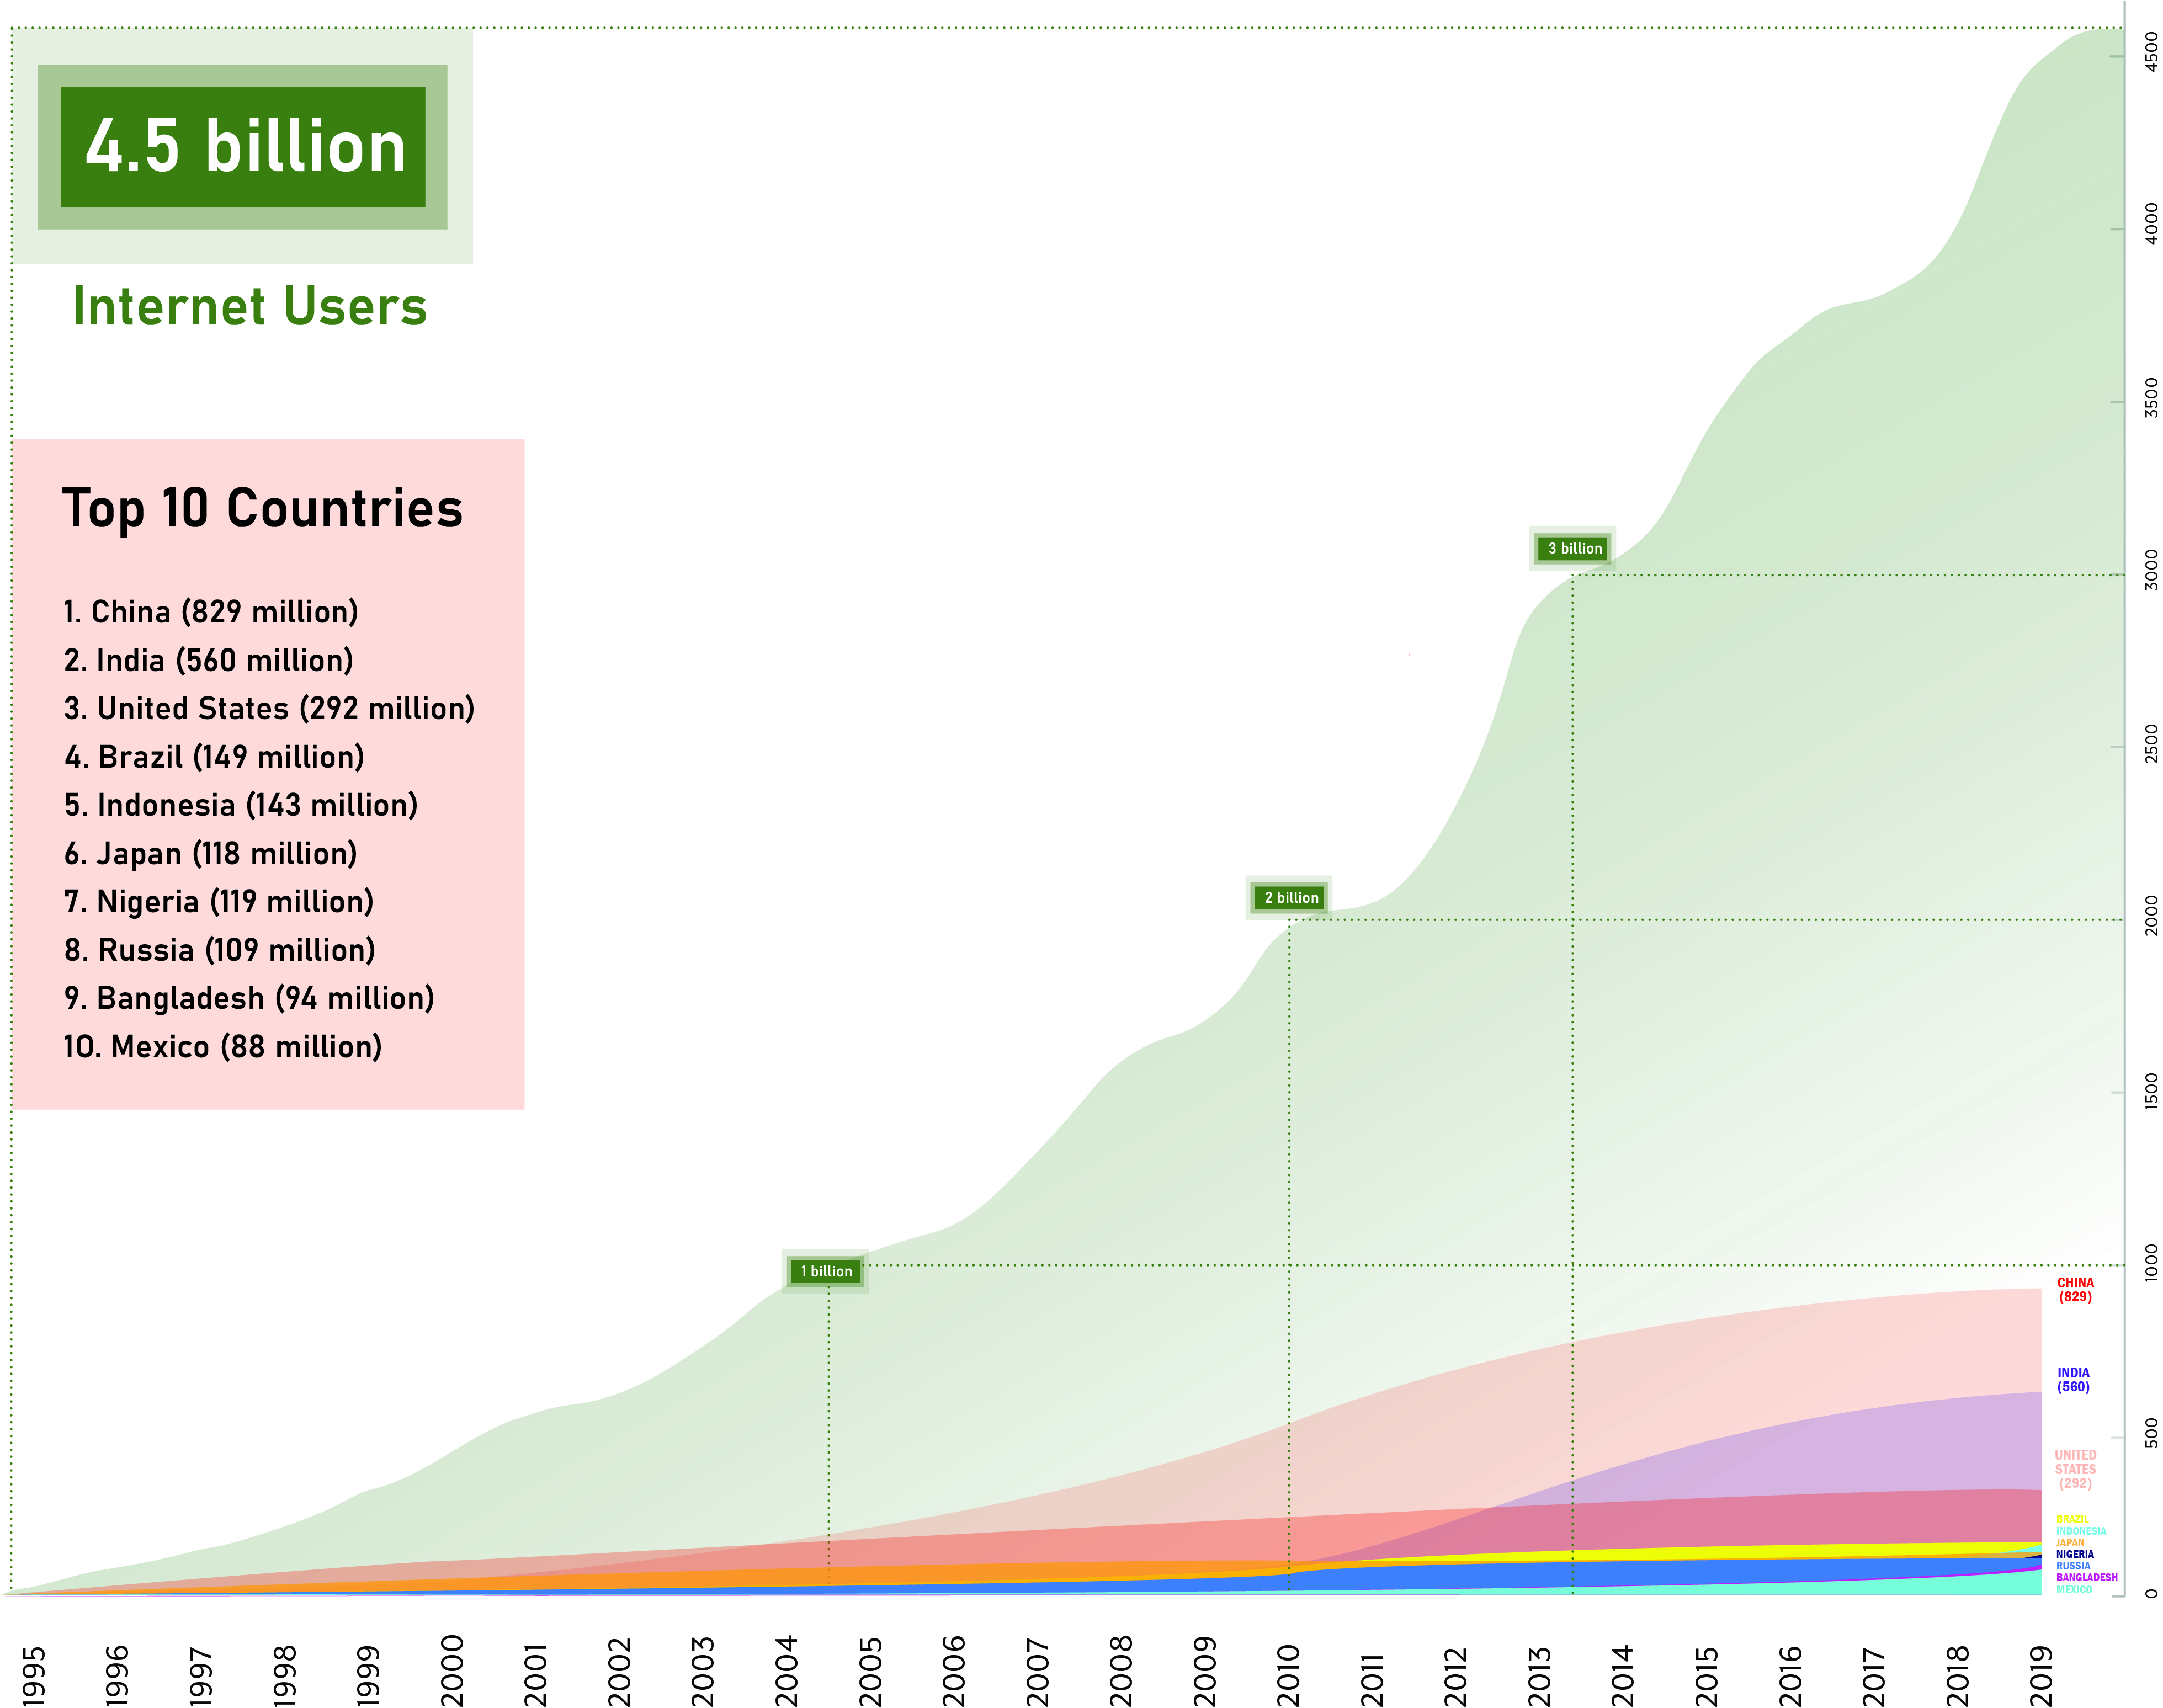 4.5 billion
Internet Users
Top 10 Countries
1. China (829 million)
2. India (560 million)
3. United States (292 million)
4. Brazil (149 million)
5. Indonesia (143 million)
6. Japan (118 million)
7. Nigeria (119 million)
8. Russia (109 million)
9. Bangladesh (94 million)
10. Mexico (88 million)
1 billion
2 billion
3 billion
4500
4000
3500
3000
2500
2000
1500
1000
500
0
CHINA
(829)
INDIA
(560)
UNITED
STATES
(292)
BRAZIL
INDONESIA
JAPAN
NIGERIA
RUSSIA
BANGLADESH
MEXICO
1995
1996
1997
1998
1999
2000
2001
2002
2003
2004
2005
2006
2007
2008
2009
2010
2011
2012
2013
2014
2015
2016
2017
2018
2019